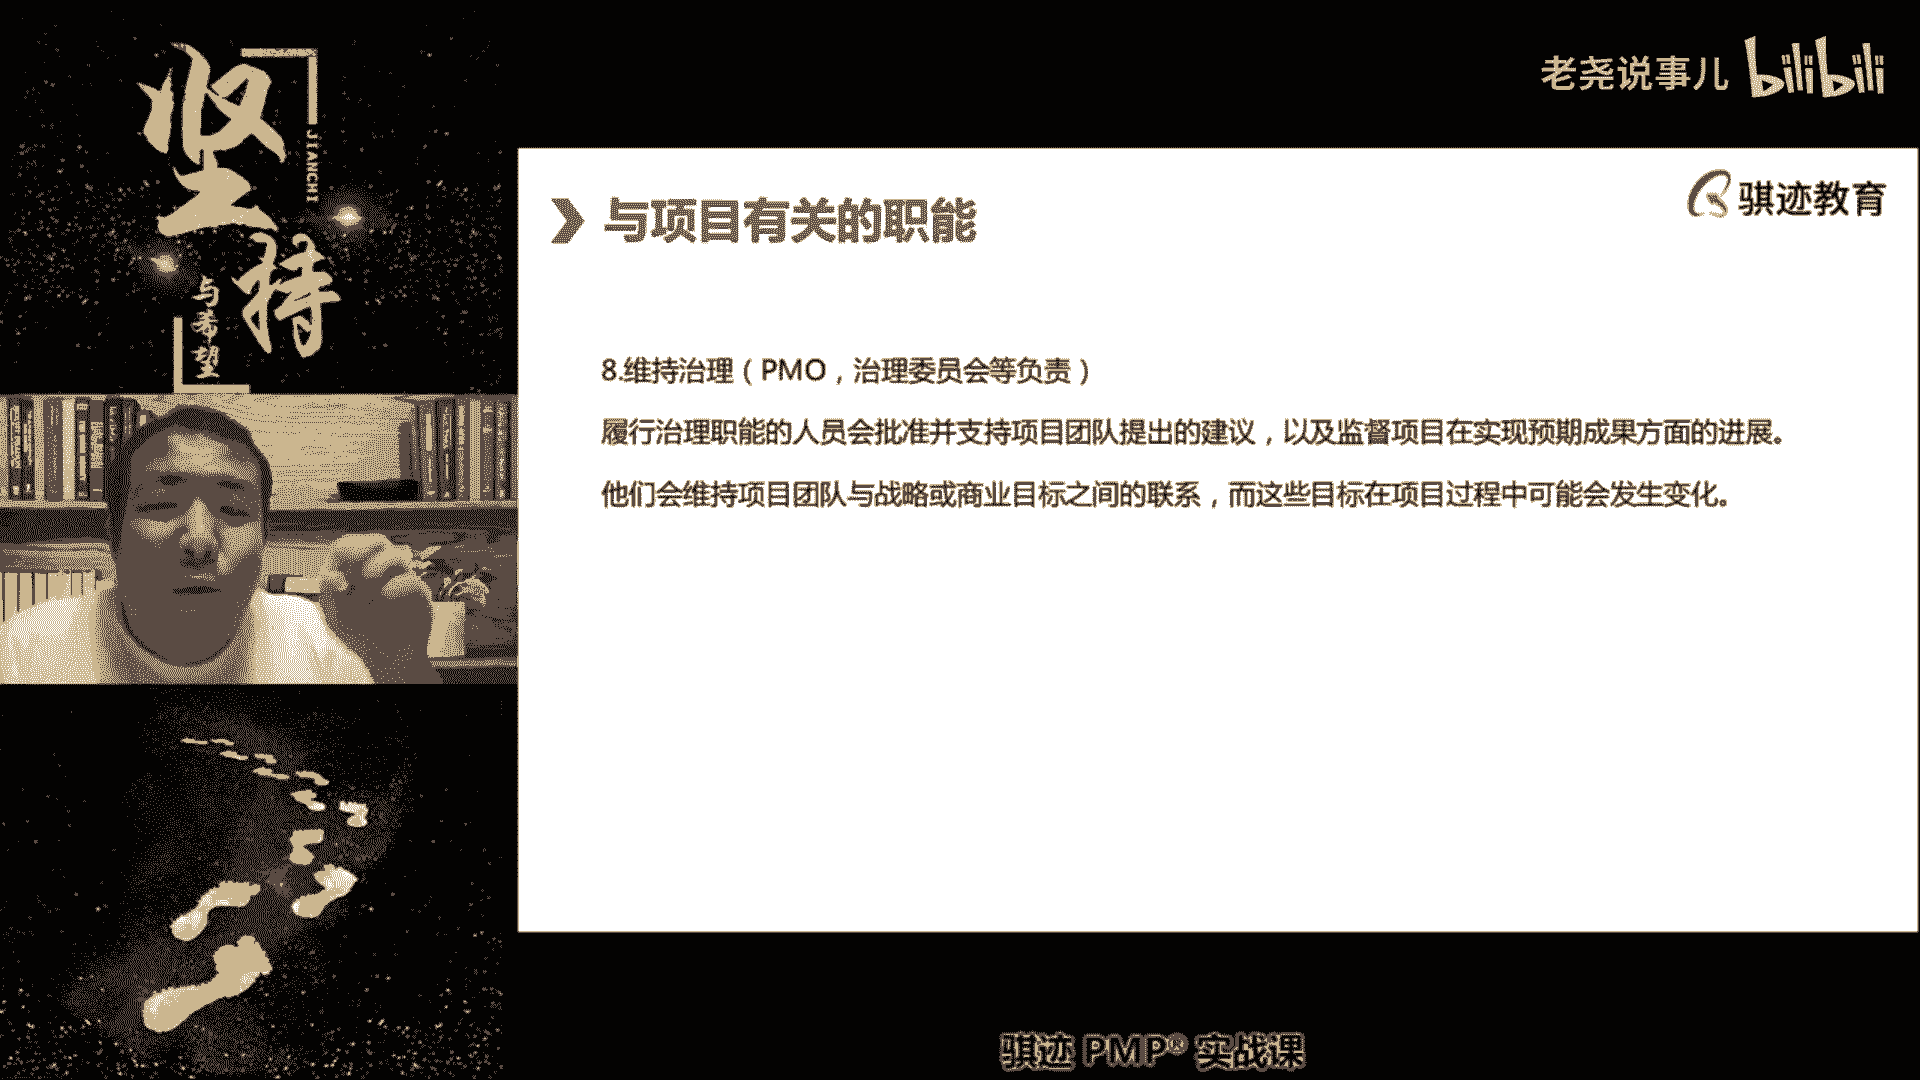 坚持
JIANCHI
与希望
老尧说事儿 bilibili
骐迹教育
与项目有关的职能
8.维持治理（PMO，治理委员会等负责）
履行治理职能的人员会批准并支持项目团队提出的建议，以及监督项目在实现预期成果方面的进展。
他们会维持项目团队与战略或商业目标之间的联系，而这些目标在项目过程中可能会发生变化。
骐迹 PMP® 实战课